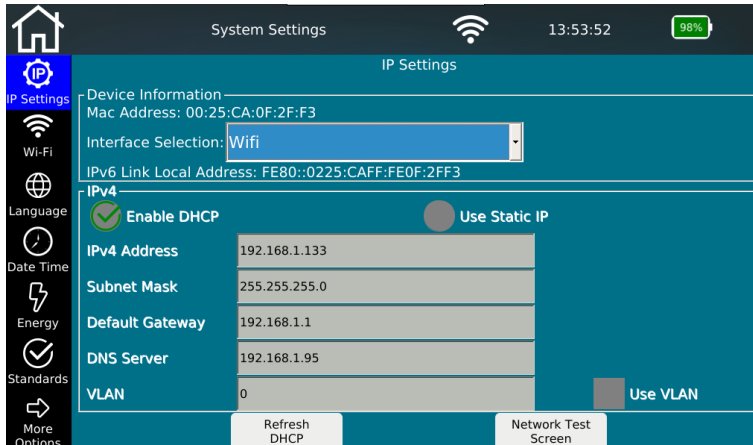 System Settings
13:53:52
98%
IP
IP Settings
Wi-Fi
Language
Date Time
Energy
Standards
More
Options
IP Settings
Device Information
Mac Address: 00:25:CA:0F:2F:F3
Interface Selection: Wifi
IPv6 Link Local Address: FE80::0225:CAFF:FE0F:2FF3
IPv4
Enable DHCP
Use Static IP
IPv4 Address 192.168.1.133
Subnet Mask 255.255.255.0
Default Gateway 192.168.1.1
DNS Server 192.168.1.95
VLAN 0 Use VLAN
Refresh
DHCP
Network Test
Screen